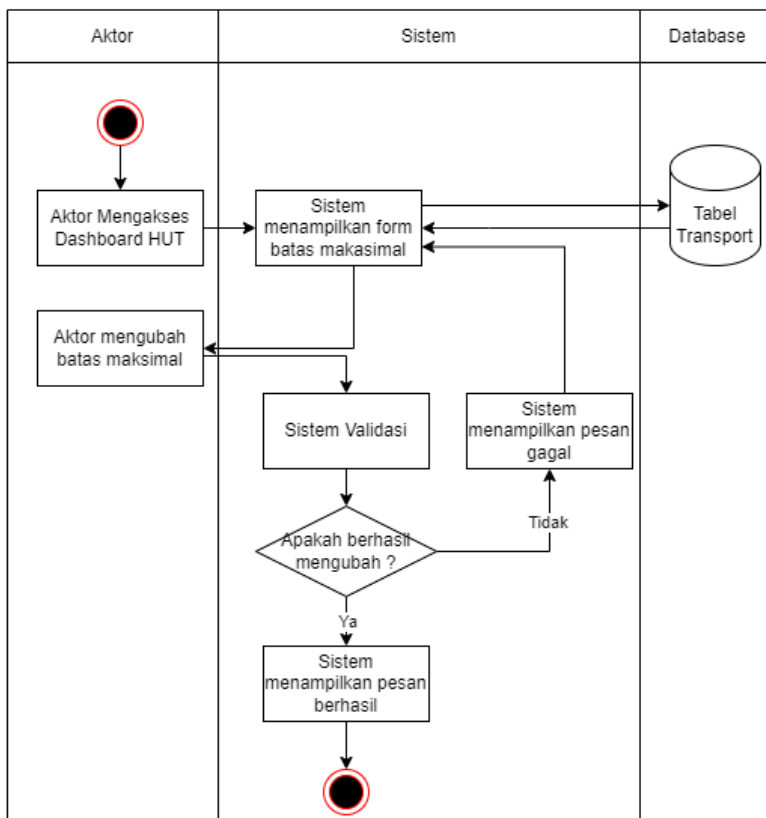 Aktor
Sistem
Database
Aktor Mengakses
Dashboard HUT
Sistem
menampilkan form
batas makasimal
Tabel
Transport
Aktor mengubah
batas maksimal
Sistem Validasi
Sistem
menampilkan pesan
gagal
Apakah berhasil
mengubah ?
Tidak
Ya
Sistem
menampilkan pesan
berhasil